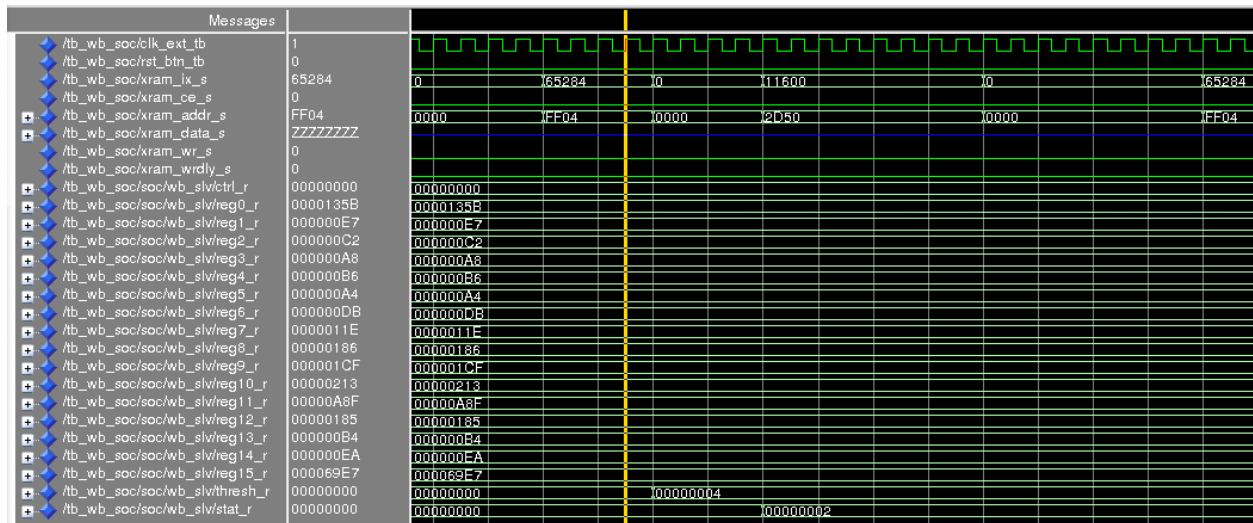 Messages
/tb_wb_soc/clk_ext_tb 1
/tb_wb_soc/rst_btn_tb 0
/tb_wb_soc/xram_ix_s 65284 0 65284 0 11600 0 65284
/tb_wb_soc/xram_ce_s 0
/tb_wb_soc/xram_addr_s FF04 0000 FF04 0000 2D50 0000 FF04
/tb_wb_soc/xram_data_s ZZZZZZZZ
/tb_wb_soc/xram_wr_s 0
/tb_wb_soc/xram_wrdly_s 0
/tb_wb_soc/soc/wb_slv/ctrl_r 00000000 00000000
/tb_wb_soc/soc/wb_slv/reg0_r 0000135B 0000135B
/tb_wb_soc/soc/wb_slv/reg1_r 000000E7 000000E7
/tb_wb_soc/soc/wb_slv/reg2_r 000000C2 000000C2
/tb_wb_soc/soc/wb_slv/reg3_r 000000A8 000000A8
/tb_wb_soc/soc/wb_slv/reg4_r 000000B6 000000B6
/tb_wb_soc/soc/wb_slv/reg5_r 000000A4 000000A4
/tb_wb_soc/soc/wb_slv/reg6_r 000000DB 000000DB
/tb_wb_soc/soc/wb_slv/reg7_r 0000011E 0000011E
/tb_wb_soc/soc/wb_slv/reg8_r 00000186 00000186
/tb_wb_soc/soc/wb_slv/reg9_r 000001CF 000001CF
/tb_wb_soc/soc/wb_slv/reg10_r 00000213 00000213
/tb_wb_soc/soc/wb_slv/reg11_r 00000A8F 00000A8F
/tb_wb_soc/soc/wb_slv/reg12_r 00000185 00000185
/tb_wb_soc/soc/wb_slv/reg13_r 000000B4 000000B4
/tb_wb_soc/soc/wb_slv/reg14_r 000000EA 000000EA
/tb_wb_soc/soc/wb_slv/reg15_r 000069E7 000069E7
/tb_wb_soc/soc/wb_slv/thresh_r 00000000 00000000 00000004
/tb_wb_soc/soc/wb_slv/stat_r 00000000 00000000 00000002